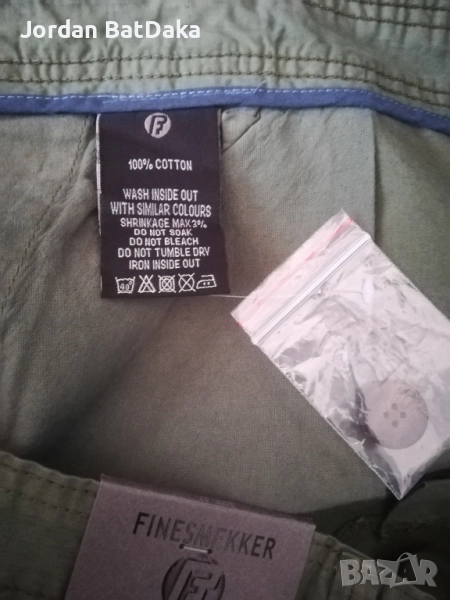 Jordan BatDaka
F
100% COTTON
WASH INSIDE OUT
WITH SIMILAR COLOURS
SHRINKAGE MAX 3%
DO NOT SOAK
DO NOT BLEACH
DO NOT TUMBLE DRY
IRON INSIDE OUT
40
FINESMEKKER
F
BAZAR